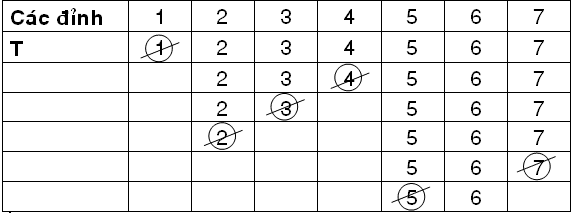 Các đỉnh 1 2 3 4 5 6 7
T 1 2 3 4 5 6 7
2 3 4 5 6 7
2 3 5 6 7
2 5 6 7
5 6 7
5 6